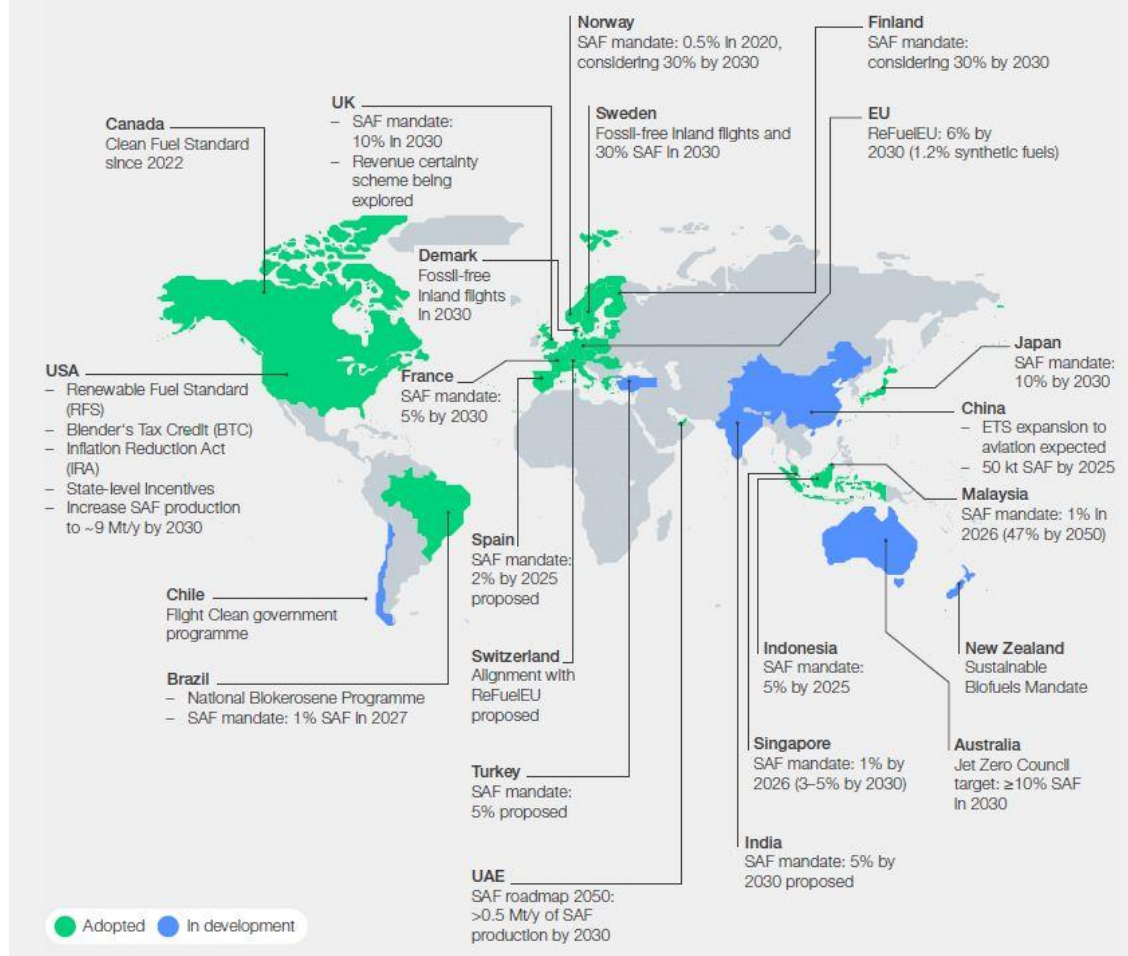 Norway
SAF mandate: 0.5% in 2020,
considering 30% by 2030
Finland
SAF mandate:
considering 30% by 2030
UK
– SAF mandate:
10% in 2030
– Revenue certainty
scheme being
explored
Canada
Clean Fuel Standard
since 2022
Sweden
Fossil-free inland flights and
30% SAF in 2030
EU
ReFuelEU: 6% by
2030 (1.2% synthetic fuels)
Demark
Fossil-free
inland flights
in 2030
USA
– Renewable Fuel Standard
(RFS)
– Blender's Tax Credit (BTC)
– Inflation Reduction Act
(IRA)
– State-level incentives
– Increase SAF production
to ~9 Mt/y by 2030
France
SAF mandate:
5% by 2030
Japan
SAF mandate:
10% by 2030
China
– ETS expansion to
aviation expected
– 50 kt SAF by 2025
Malaysia
SAF mandate: 1% in
2026 (47% by 2050)
Spain
SAF mandate:
2% by 2025
proposed
Chile
Flight Clean government
programme
Brazil
– National Biokerosene Programme
– SAF mandate: 1% SAF in 2027
Switzerland
Alignment with
ReFuelEU
proposed
Indonesia
SAF mandate:
5% by 2025
New Zealand
Sustainable
Biofuels Mandate
Singapore
SAF mandate: 1% by
2026 (3–5% by 2030)
Australia
Jet Zero Council
target: ≥10% SAF
in 2030
Turkey
SAF mandate:
5% proposed
India
SAF mandate: 5% by
2030 proposed
UAE
SAF roadmap 2050:
>0.5 Mt/y of SAF
production by 2030
Adopted
In development